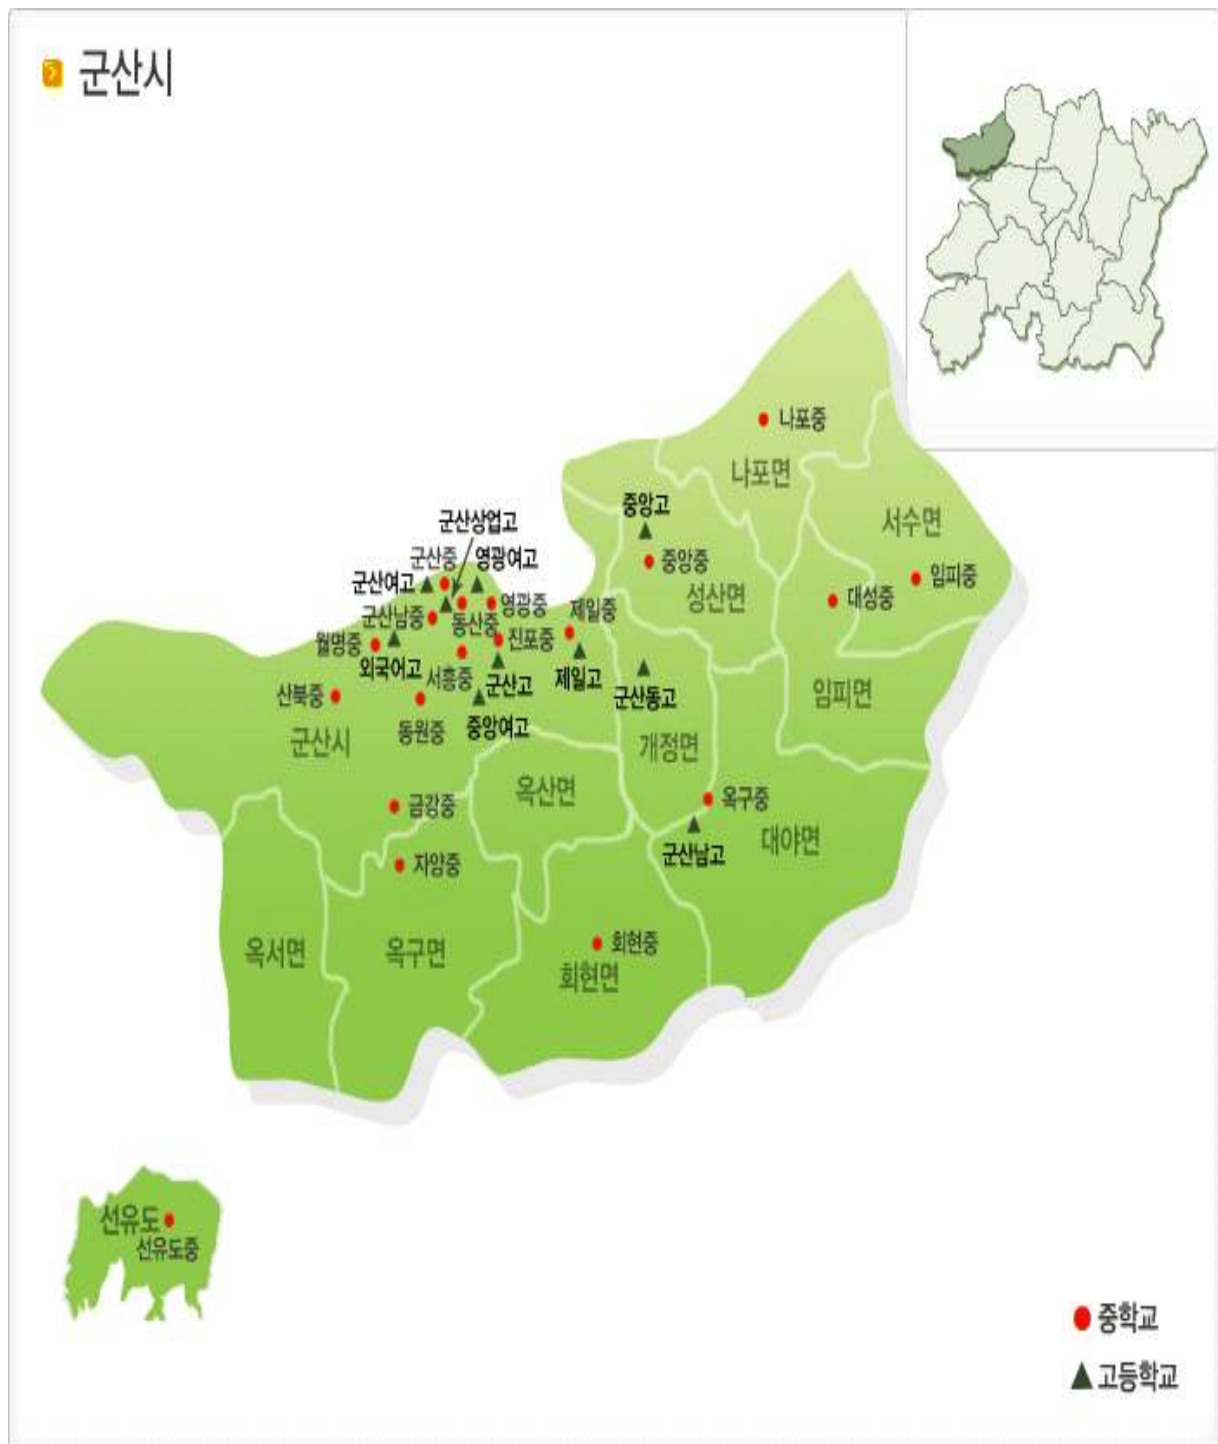 군산시
나포중
나포면
중앙고
서수면
군산상업고
군산중
영광여고
중앙중
임피중
군산여고
성산면
대성중
군산남중
동산중
영광중
제일중
월명중
진포중
외국어고
서흥중
군산고
제일고
군산동고
임피면
산북중
동원중
중앙여고
군산시
개정면
옥산면
금강중
옥구중
대야면
자양중
군산남고
옥서면
옥구면
회현중
회현면
선유도
선유도중
중학교
고등학교